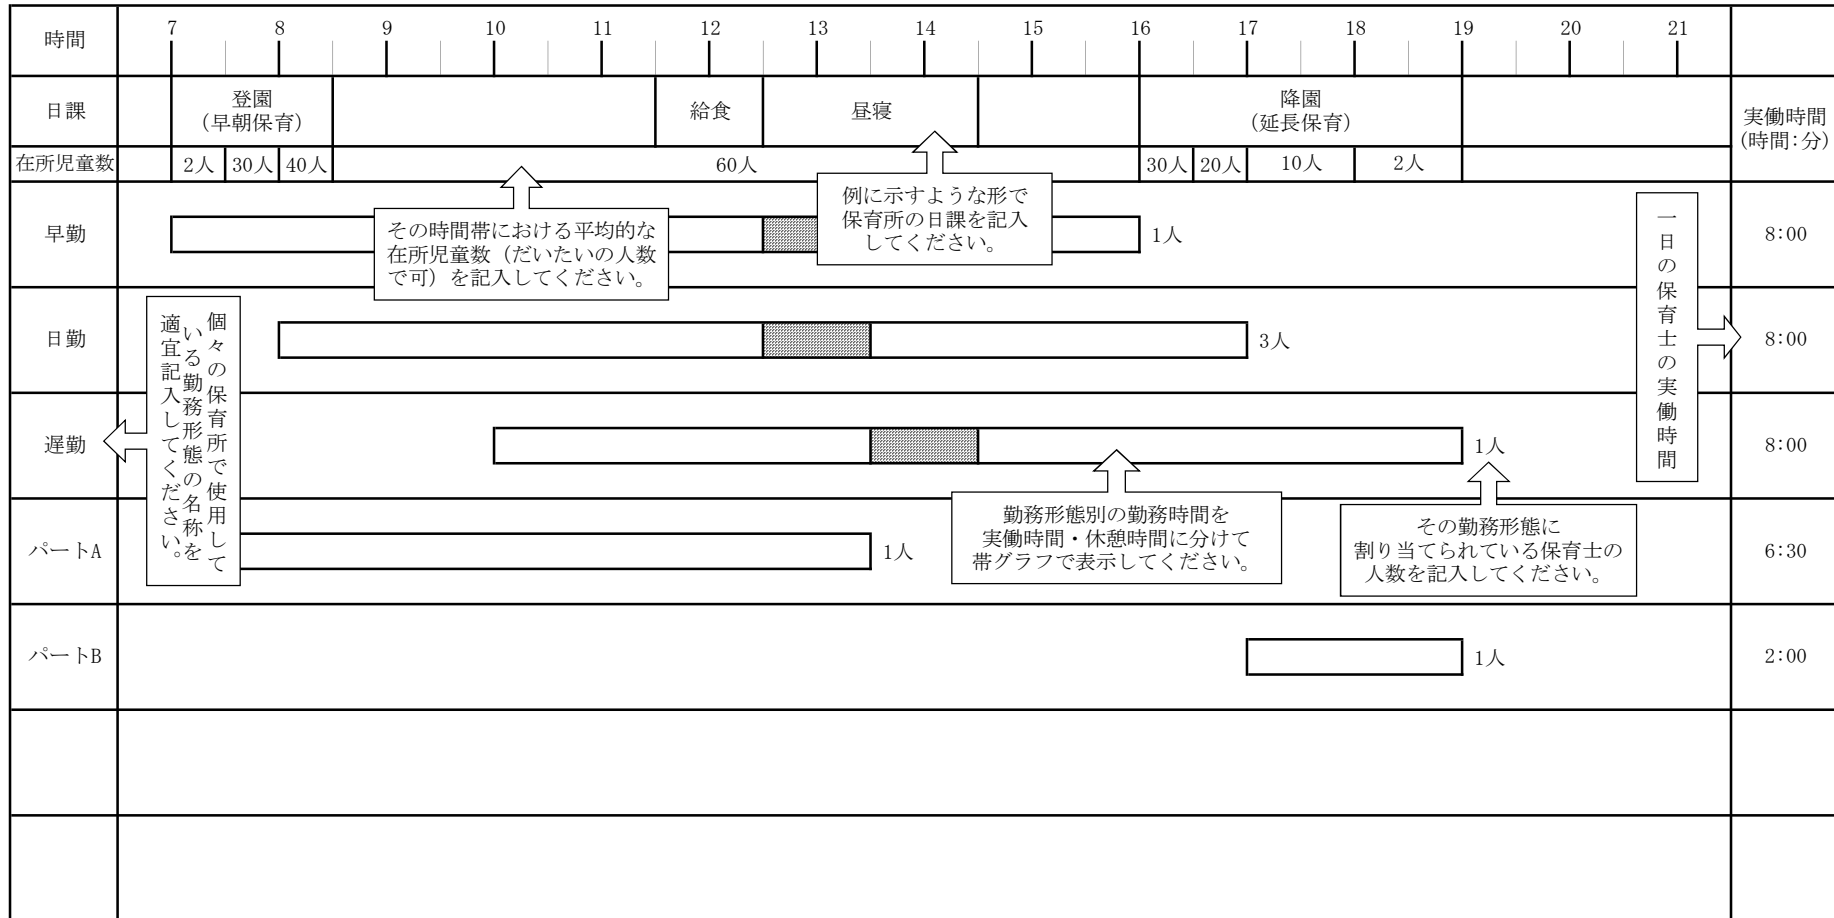 時間
7 8 9 10 11 12 13 14 15 16 17 18 19 20 21
日課
登園
(早朝保育)
給食
昼寝
降園
(延長保育)
実働時間
(時間:分)
在所児童数
2人 30人 40人 60人 30人 20人 10人 2人
その時間帯における平均的な
在所児童数(だいたいの人数
で可)を記入してください。
例に示すような形で
保育所の日課を記入
してください。
早勤
1人
8:00
一日の保育士の実働時間
日勤
3人
8:00
個々の保育所で使用して
いる勤務形態の名称を
適宜記入してください。
遅勤
1人
8:00
勤務形態別の勤務時間を
実働時間・休憩時間に分けて
帯グラフで表示してください。
その勤務形態に
割り当てられている保育士の
人数を記入してください。
パートA
1人
6:30
パートB
1人
2:00